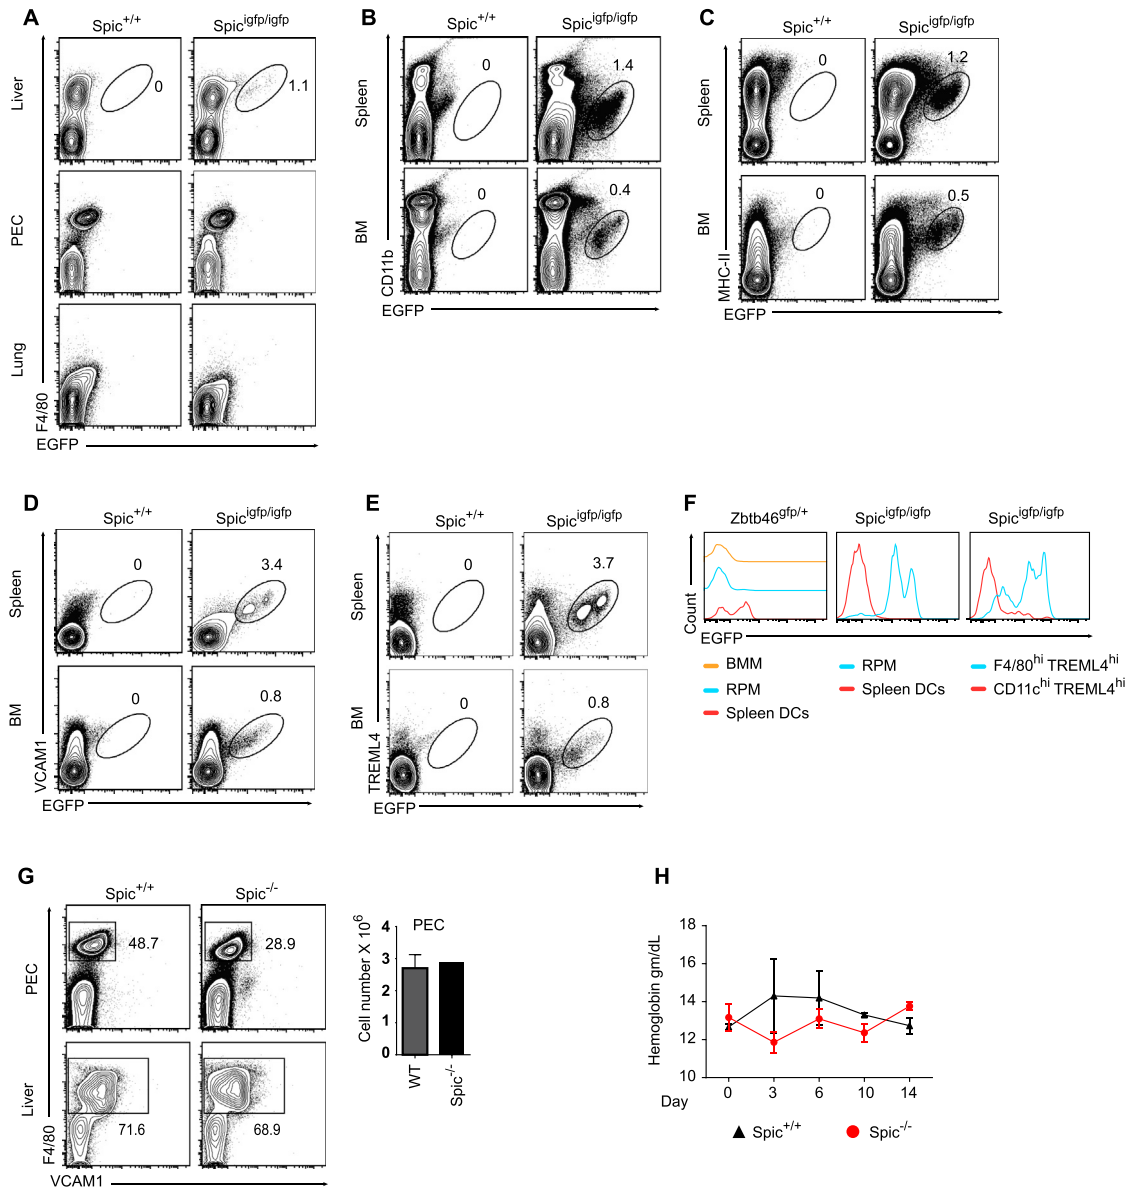 A
Spic+/+
Spicigfp/igfp
Liver
0
1.1
PEC
Lung
F4/80
EGFP
B
Spic+/+
Spicigfp/igfp
Spleen
0
1.4
BM
0
0.4
CD11b
EGFP
C
Spic+/+
Spicigfp/igfp
Spleen
0
1.2
BM
0
0.5
MHC-II
EGFP
D
Spic+/+
Spicigfp/igfp
Spleen
0
3.4
BM
0
0.8
VCAM1
EGFP
E
Spic+/+
Spicigfp/igfp
Spleen
0
3.7
BM
0
0.8
TREML4
EGFP
F
Zbtb46gfp/+
Spicigfp/igfp
Spicigfp/igfp
Count
EGFP
BMM
RPM
Spleen DCs
RPM
Spleen DCs
F4/80hi TREML4hi
CD11chi TREML4hi
G
Spic+/+
Spic-/-
PEC
48.7
28.9
Liver
71.6
68.9
F4/80
VCAM1
PEC
Cell number X 106
4
3
2
1
0
WT
Spic-/-
H
Hemoglobin gm/dL
18
16
14
12
10
Day
0
3
6
10
14
Spic+/+
Spic-/-